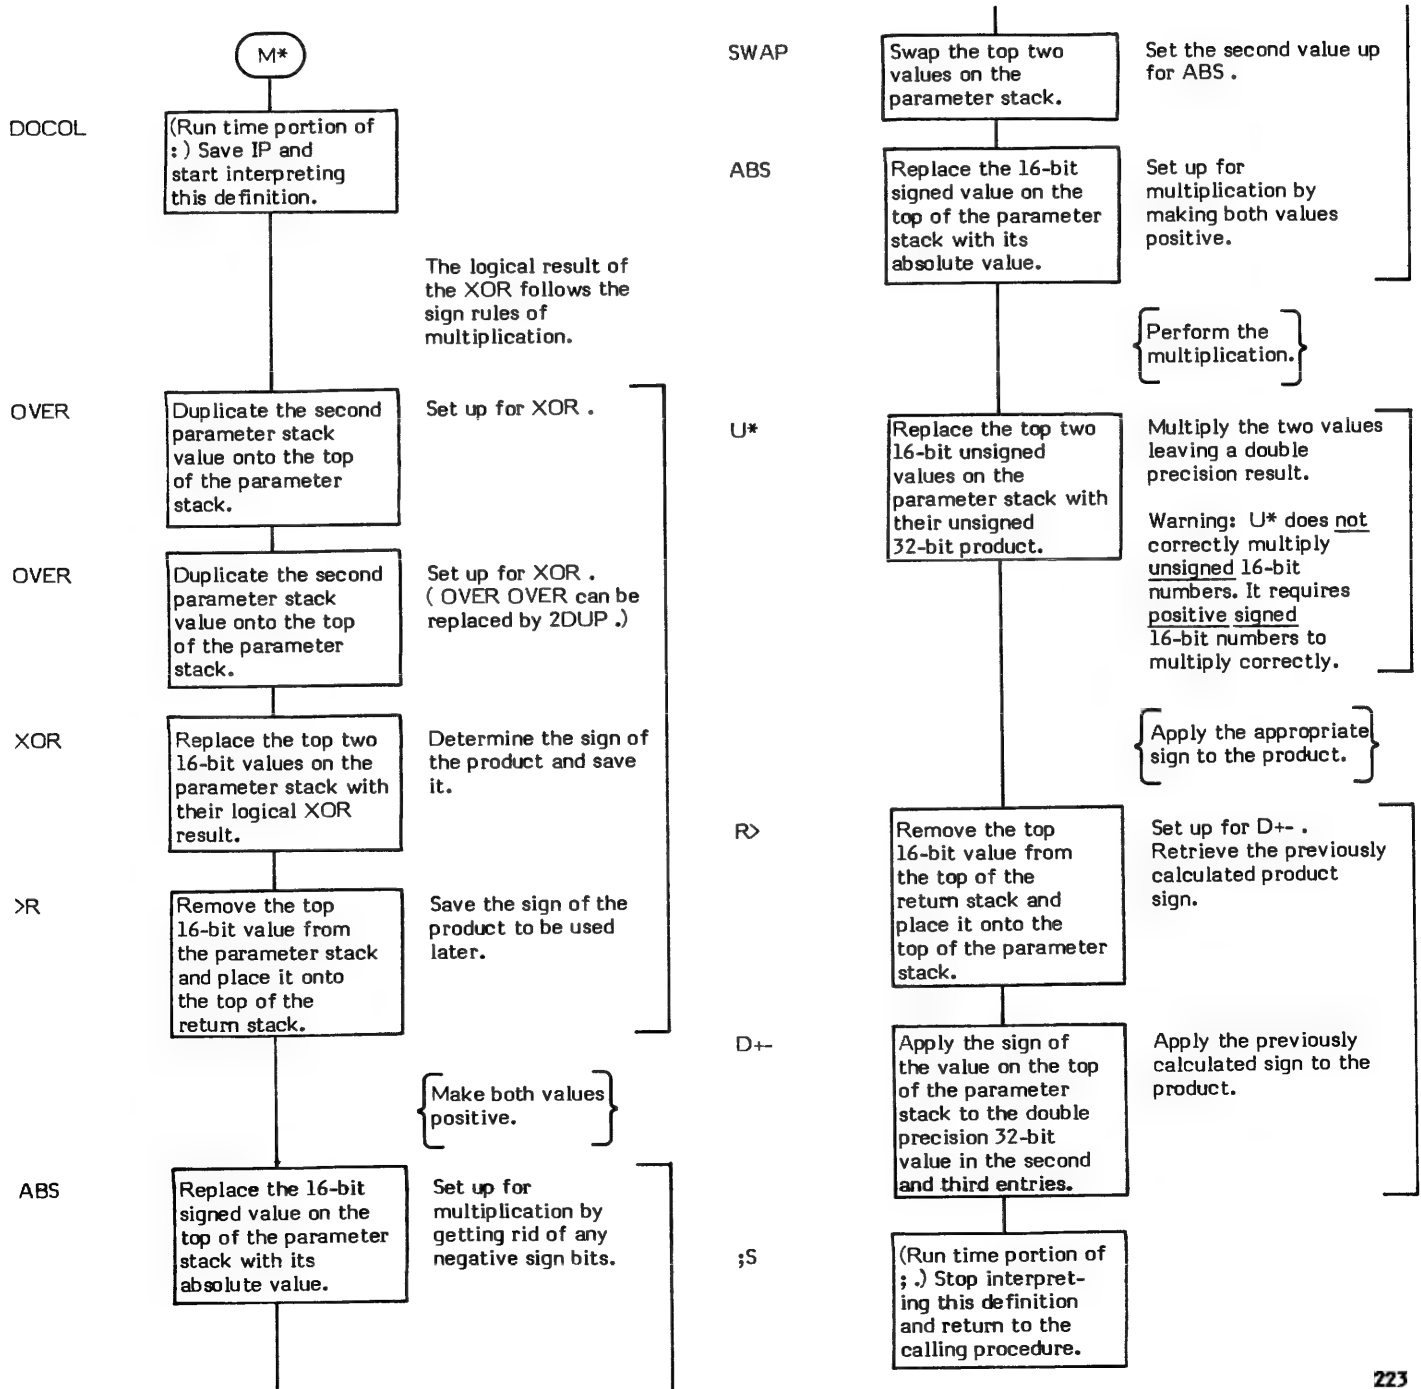 M*
DOCOL
(Run time portion of
: ) Save IP and
start interpreting
this definition.
The logical result of
the XOR follows the
sign rules of
multiplication.
OVER
Duplicate the second
parameter stack
value onto the top
of the parameter
stack.
Set up for XOR .
OVER
Duplicate the second
parameter stack
value onto the top
of the parameter
stack.
Set up for XOR .
( OVER OVER can be
replaced by 2DUP .)
XOR
Replace the top two
16-bit values on the
parameter stack with
their logical XOR
result.
Determine the sign of
the product and save
it.
>R
Remove the top
16-bit value from
the parameter stack
and place it onto
the top of the
return stack.
Save the sign of the
product to be used
later.
{Make both values
positive.}
ABS
Replace the 16-bit
signed value on the
top of the parameter
stack with its
absolute value.
Set up for
multiplication by
getting rid of any
negative sign bits.
SWAP
Swap the top two
values on the
parameter stack.
Set the second value up
for ABS .
ABS
Replace the 16-bit
signed value on the
top of the parameter
stack with its
absolute value.
Set up for
multiplication by
making both values
positive.
{Perform the
multiplication.}
U*
Replace the top two
16-bit unsigned
values on the
parameter stack with
their unsigned
32-bit product.
Multiply the two values
leaving a double
precision result.
Warning: U* does not
correctly multiply
unsigned 16-bit
numbers. It requires
positive signed
16-bit numbers to
multiply correctly.
{Apply the appropriate
sign to the product.}
R>
Remove the top
16-bit value from
the top of the
return stack and
place it onto the
top of the parameter
stack.
Set up for D+- .
Retrieve the previously
calculated product
sign.
D+-
Apply the sign of
the value on the top
of the parameter
stack to the double
precision 32-bit
value in the second
and third entries.
Apply the previously
calculated sign to the
product.
;S
(Run time portion of
; .) Stop interpret-
ing this definition
and return to the
calling procedure.
223